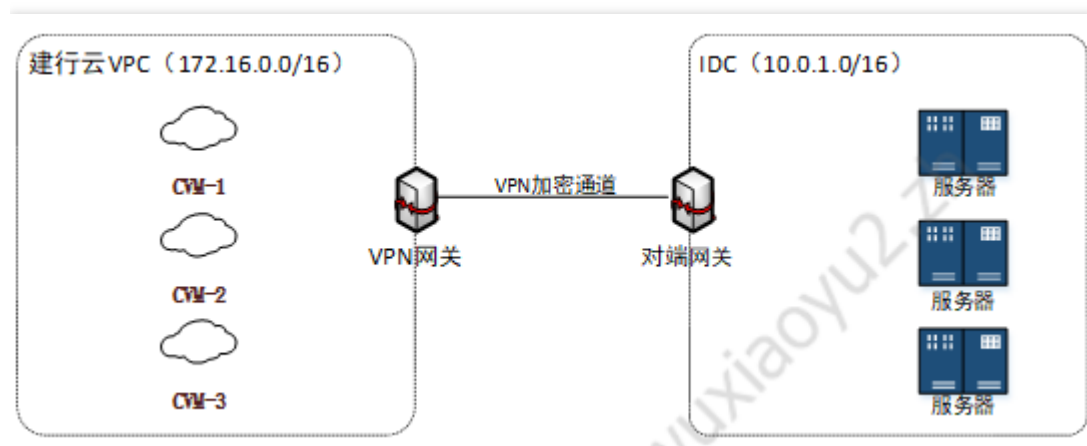 建行云VPC（172.16.0.0/16）
IDC（10.0.1.0/16）
CVM-1
服务器
VPN加密通道
VPN网关
对端网关
CVM-2
服务器
CVM-3
服务器